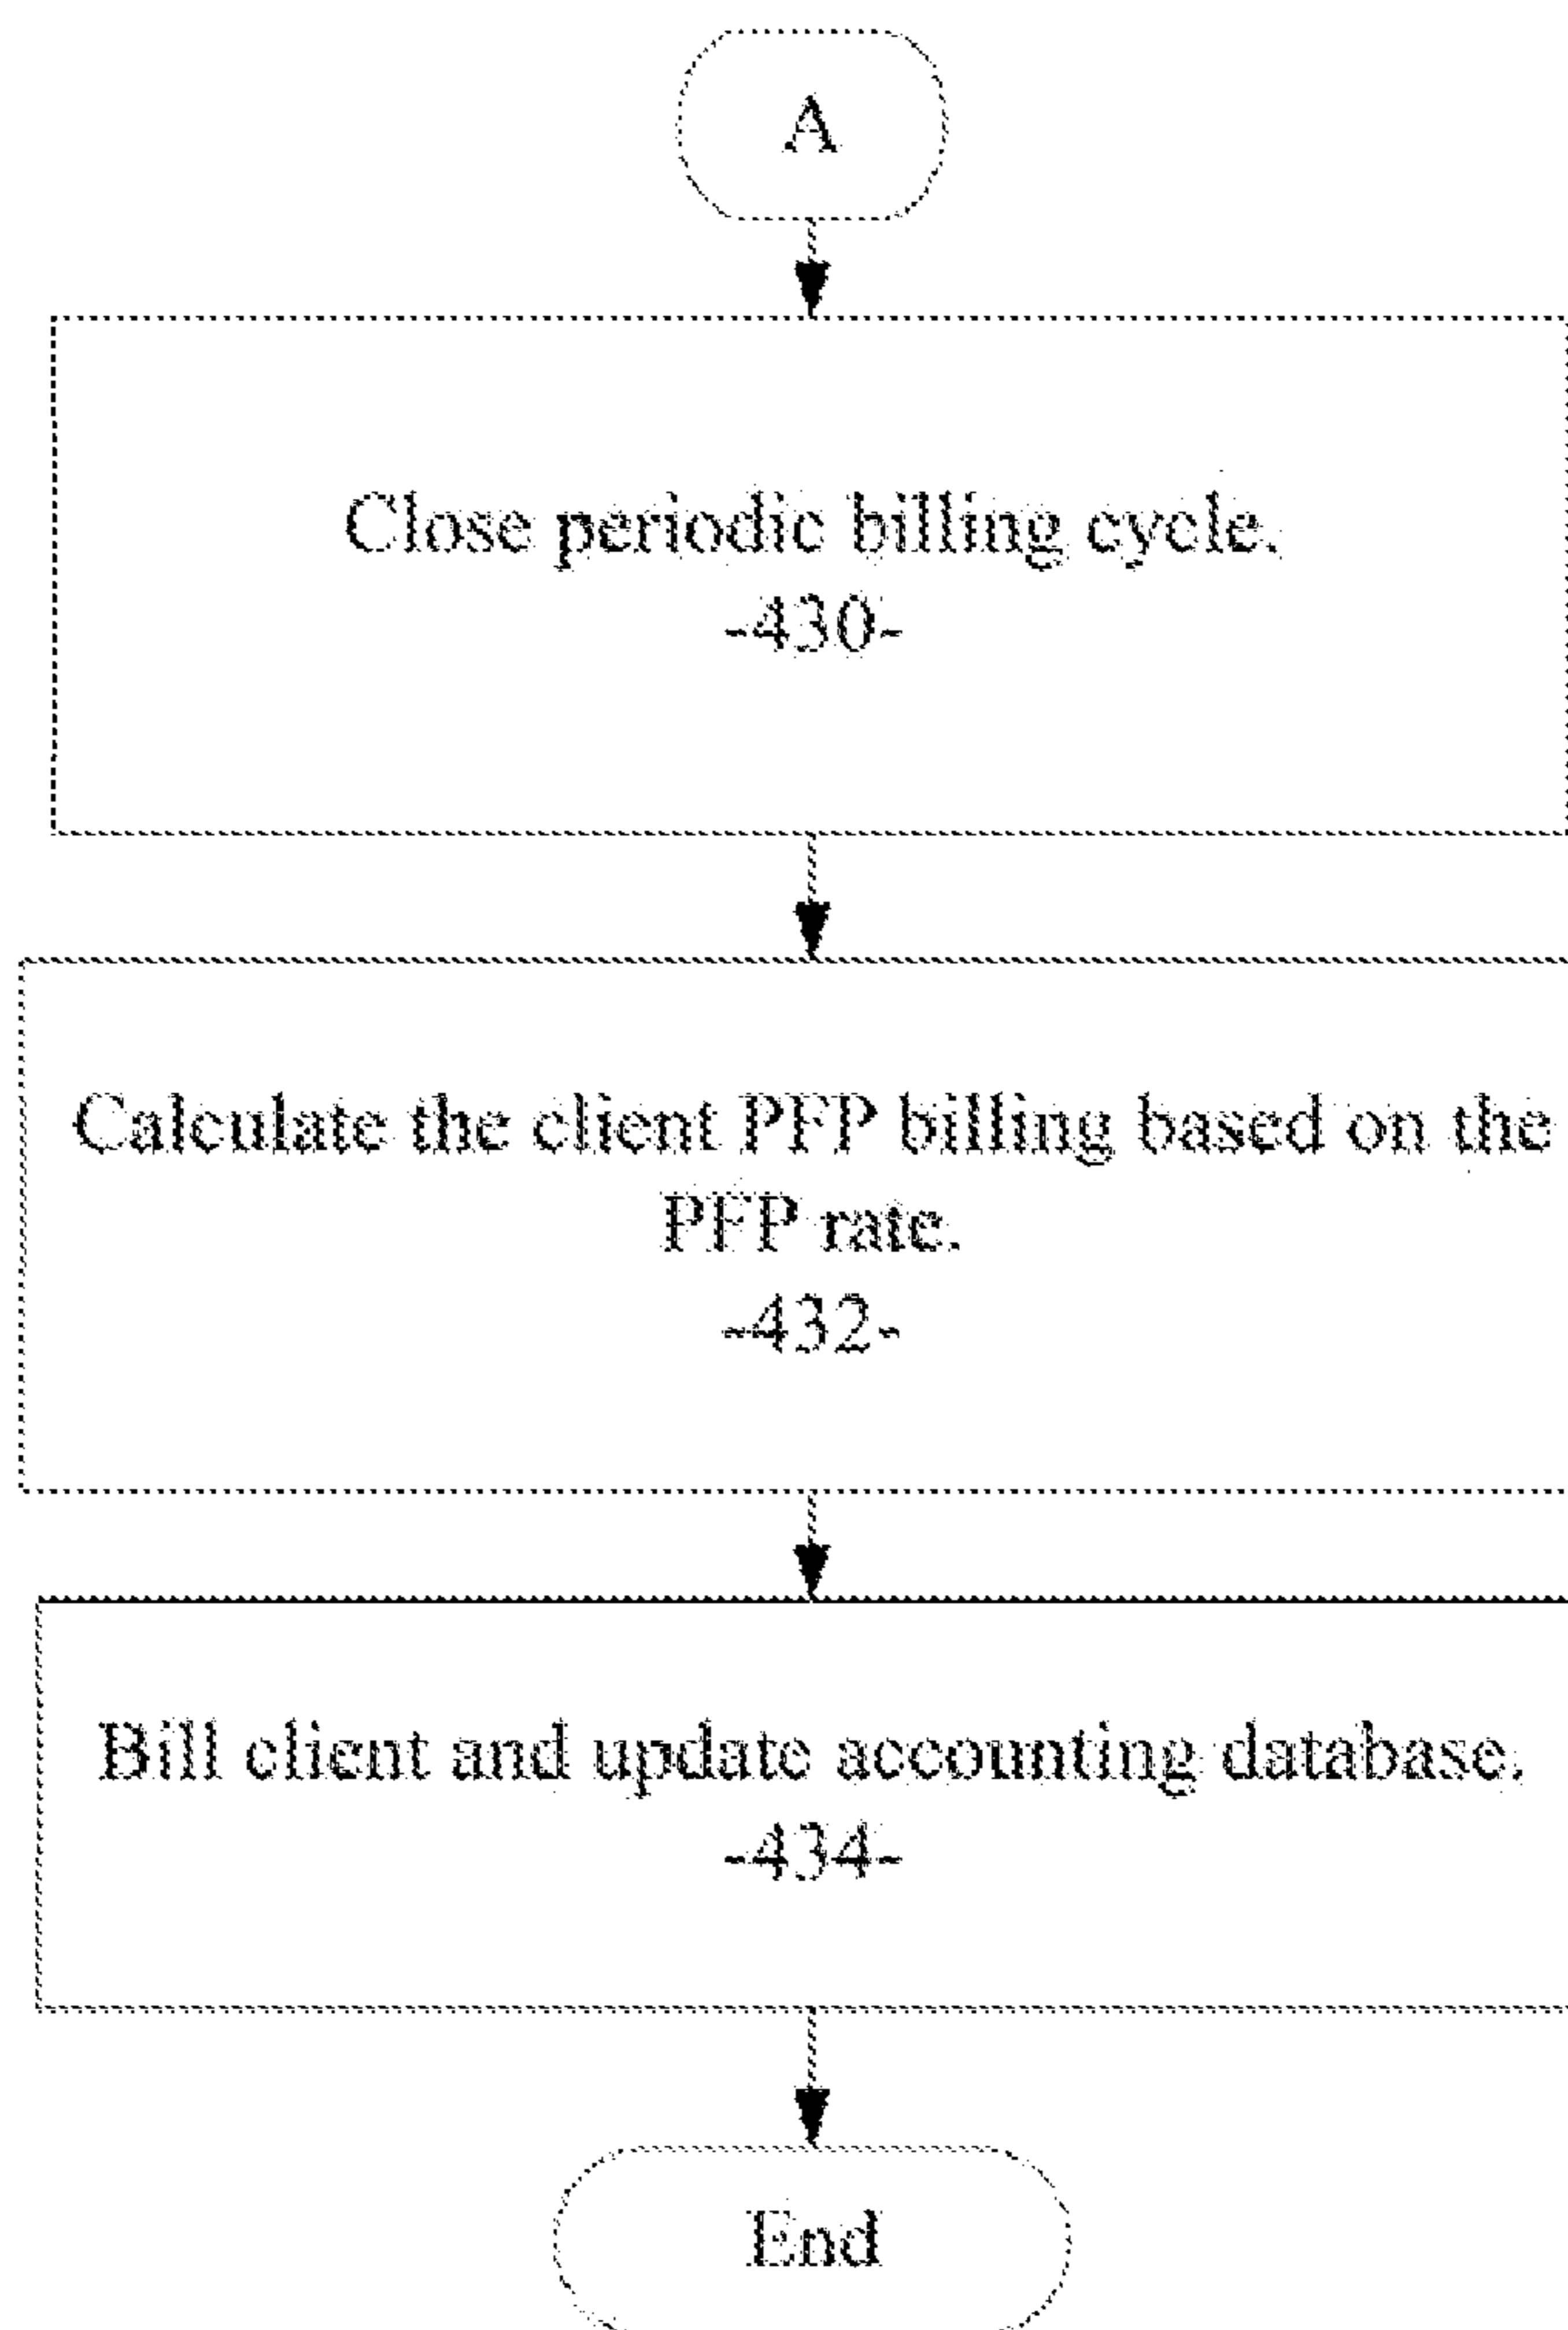 A
Close periodic billing cycle.
-430-
Calculate the client PFP billing based on the
PFP rate.
-432-
Bill client and update accounting database.
-434-
End